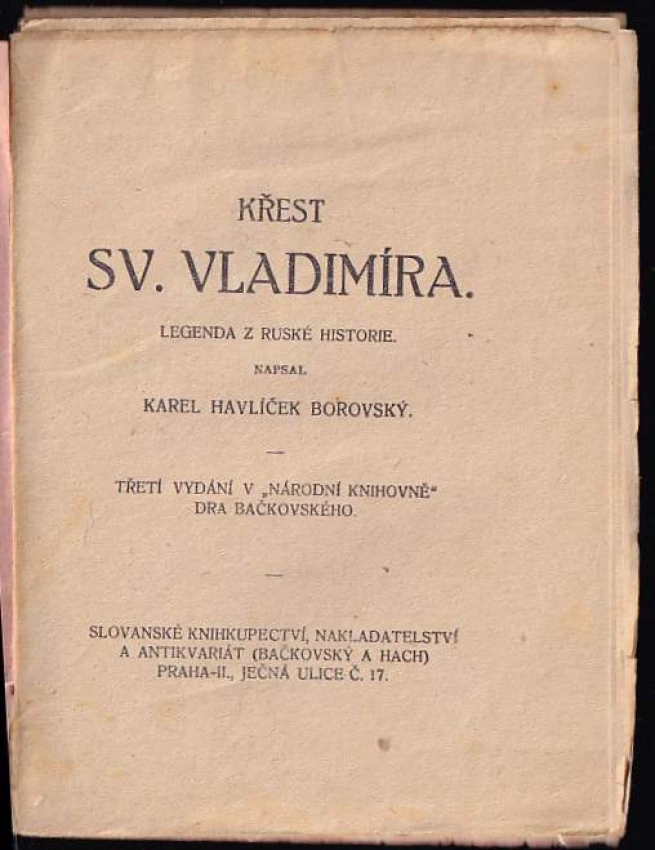 KŘEST
SV. VLADIMÍRA.
LEGENDA Z RUSKÉ HISTORIE.
NAPSAL
KAREL HAVLÍČEK BOROVSKÝ.
TŘETÍ VYDÁNÍ V „NÁRODNÍ KNIHOVNĚ“
DRA BAČKOVSKÉHO.
SLOVANSKÉ KNIHKUPECTVÍ, NAKLADATELSTVÍ
A ANTIKVARIÁT (BAČKOVSKÝ A HACH)
PRAHA-II., JEČNÁ ULICE Č. 17.